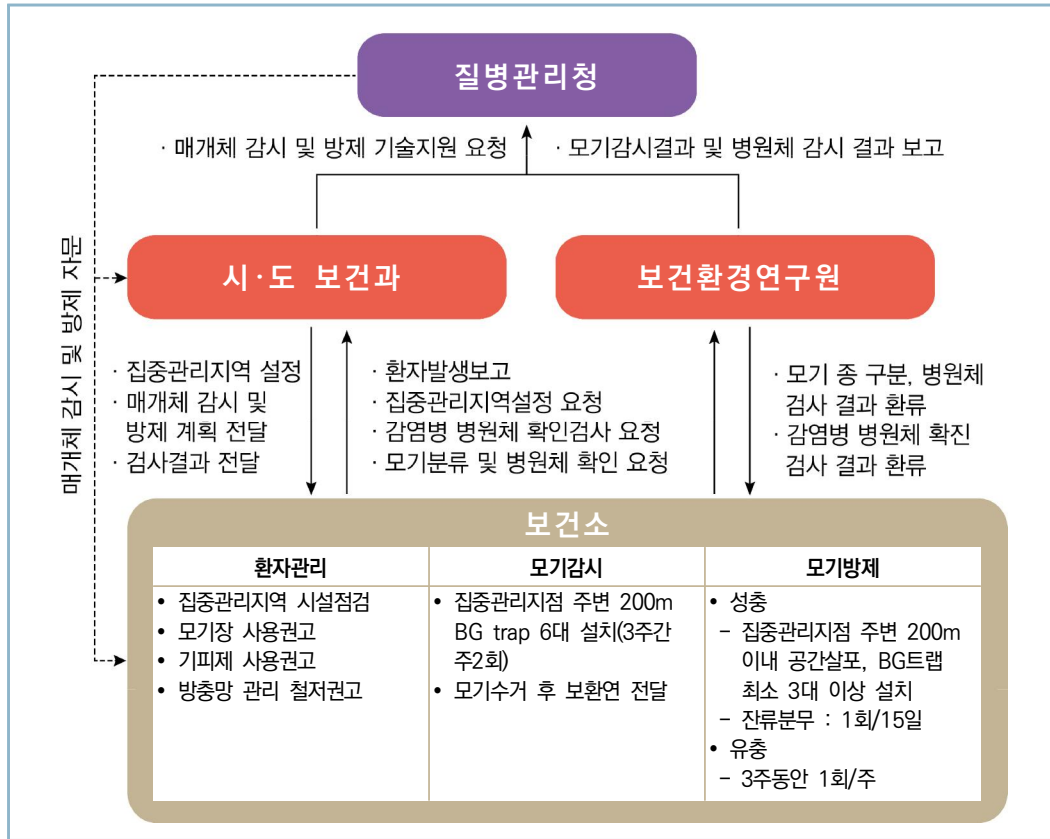 질병관리청
· 매개체 감시 및 방제 기술지원 요청
· 모기감시결과 및 병원체 감시 결과 보고
매개체 감시 및 방제 자문
시·도 보건과
보건환경연구원
· 집중관리지역 설정
· 매개체 감시 및
방제 계획 전달
· 검사결과 전달
· 환자발생보고
· 집중관리지역설정 요청
· 감염병 병원체 확인검사 요청
· 모기분류 및 병원체 확인 요청
· 모기 종 구분, 병원체
검사 결과 환류
· 감염병 병원체 확진
검사 결과 환류
보건소
환자관리
• 집중관리지역 시설점검
• 모기장 사용권고
• 기피제 사용권고
• 방충망 관리 철저권고
모기감시
• 집중관리지점 주변 200m
BG trap 6대 설치(3주간
주2회)
• 모기수거 후 보환연 전달
모기방제
• 성충
– 집중관리지점 주변 200m
이내 공간살포, BG트랩
최소 3대 이상 설치
– 잔류분무 : 1회/15일
• 유충
– 3주동안 1회/주